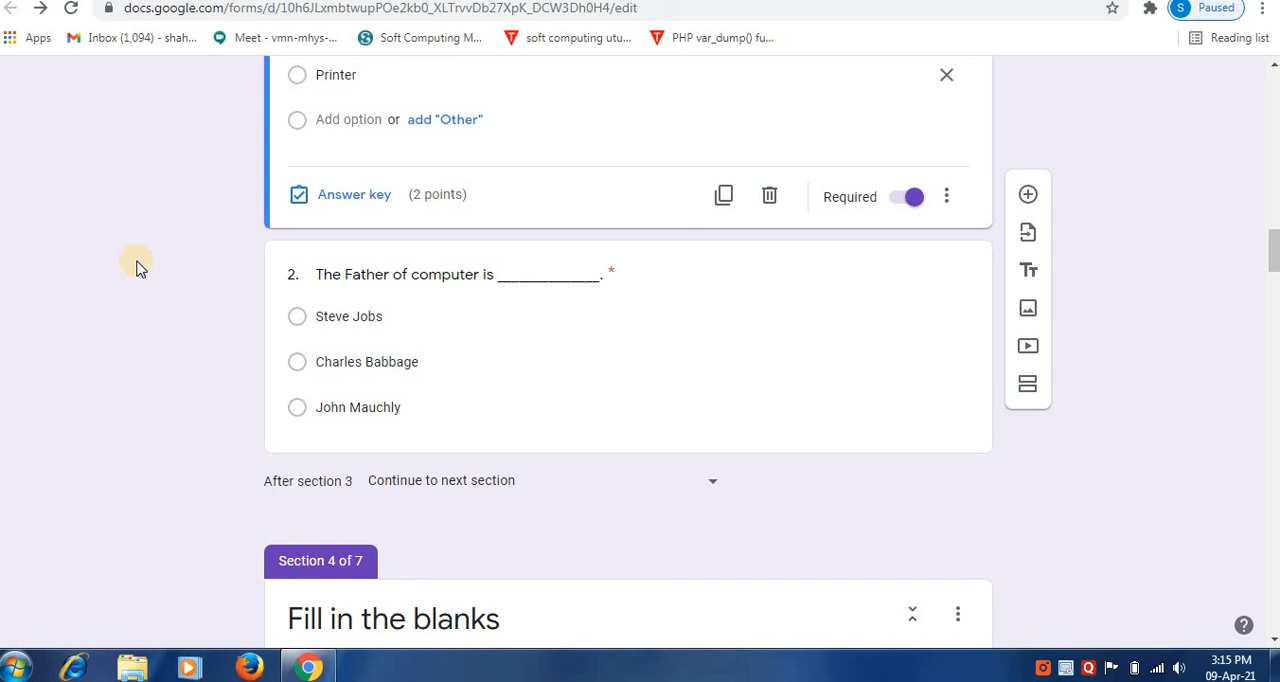 docs.google.com/forms/d/10h6JLxmbtwupPOe2kb0_XLTrvvDb27XpK_DCW3Dh0H4/edit
S Paused
Apps
Inbox (1,094) - shah...
Meet - vmn-mhys-...
Soft Computing M...
soft computing utu...
PHP var_dump() fu...
Reading list
Printer
Add option or add "Other"
Answer key (2 points)
Required
2. The Father of computer is ______________. *
Steve Jobs
Charles Babbage
John Mauchly
After section 3 Continue to next section
Section 4 of 7
Fill in the blanks
3:15 PM
09-Apr-21